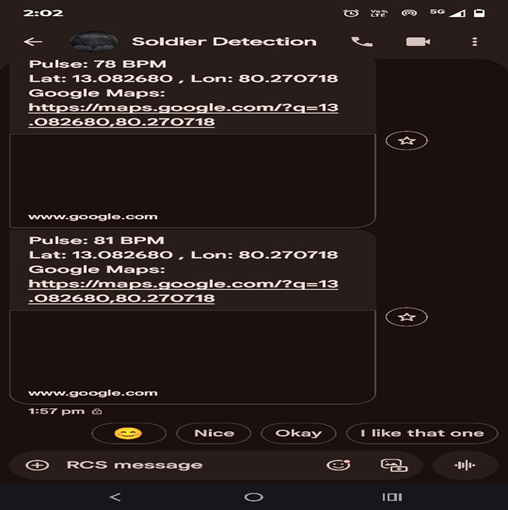 2:02
Vo5G
LTE
5G
Soldier Detection
Pulse: 78 BPM
Lat: 13.082680 , Lon: 80.270718
Google Maps:
https://maps.google.com/?q=13
.082680,80.270718
www.google.com
Pulse: 81 BPM
Lat: 13.082680 , Lon: 80.270718
Google Maps:
https://maps.google.com/?q=13
.082680,80.270718
www.google.com
1:57 pm
Nice
Okay
I like that one
RCS message